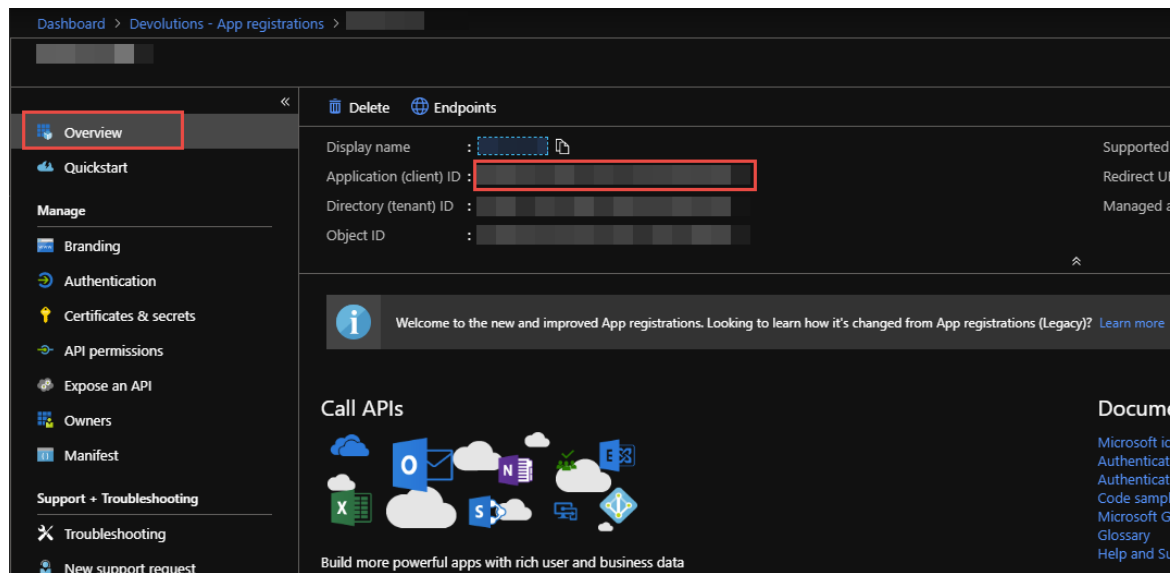 Dashboard > Devolutions - App registrations >
«
Delete Endpoints
Overview
Quickstart
Manage
Branding
Authentication
Certificates & secrets
API permissions
Expose an API
Owners
Manifest
Support + Troubleshooting
Troubleshooting
New support request
Display name :
Application (client) ID :
Directory (tenant) ID :
Object ID :
Supported
Redirect
Managed
i Welcome to the new and improved App registrations. Looking to learn how it's changed from App registrations (Legacy)? Learn more
Call APIs
O
N
E
X
S
Build more powerful apps with rich user and business data
Microsoft
Code
Microsoft
Glossary
Help and